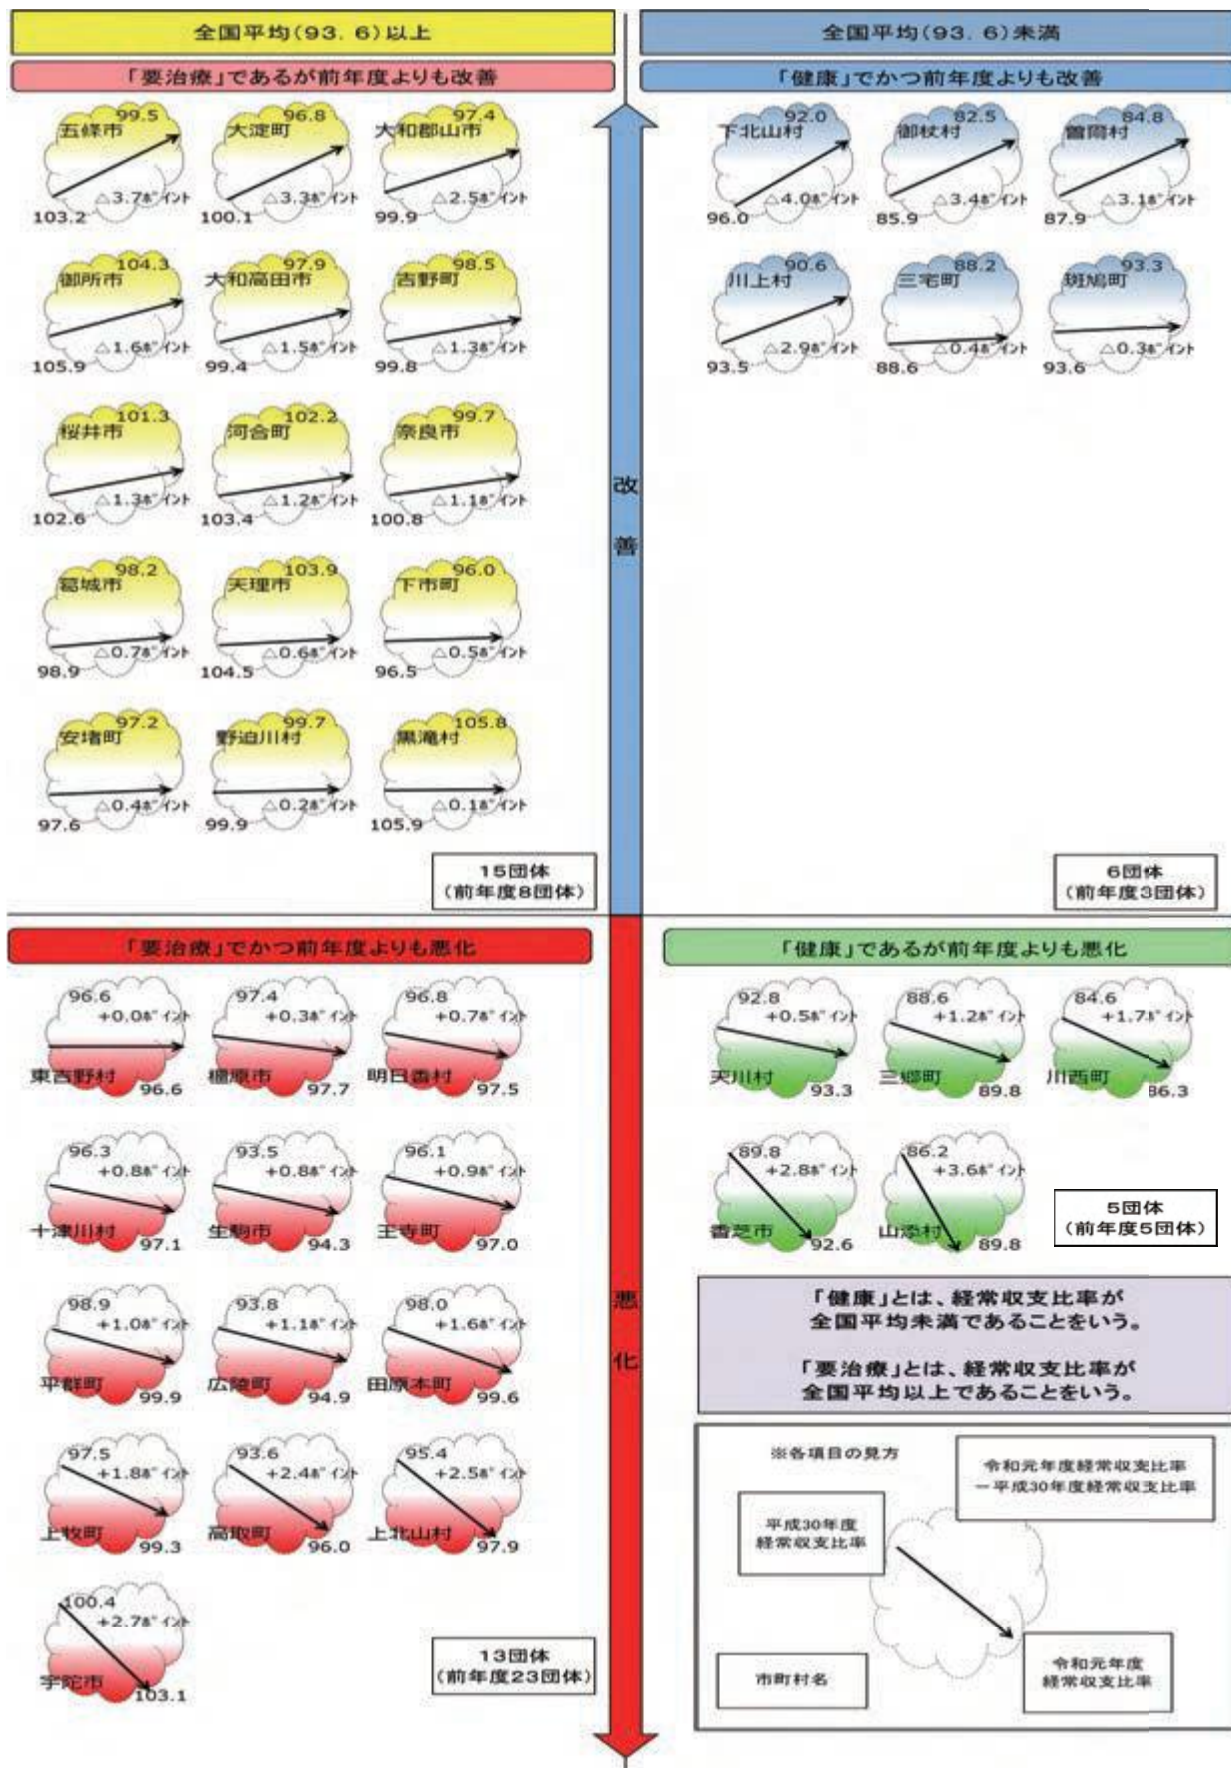 全国平均(93.6)以上
「要治療」であるが前年度よりも改善
五條市 99.5
△3.7ポイント
103.2
大淀町 96.8
△3.3ポイント
100.1
大和郡山市 97.4
△2.5ポイント
99.9
御所市 104.3
△1.6ポイント
105.9
大和高田市 97.9
△1.5ポイント
99.4
吉野町 98.5
△1.3ポイント
99.8
桜井市 101.3
△1.3ポイント
102.6
河合町 102.2
△1.2ポイント
103.4
奈良市 99.7
△1.1ポイント
100.8
葛城市 98.2
△0.7ポイント
98.9
天理市 103.9
△0.6ポイント
104.5
下市町 96.0
△0.5ポイント
96.5
安堵町 97.2
△0.4ポイント
97.6
野迫川村 99.7
△0.2ポイント
99.9
黒滝村 105.8
△0.1ポイント
105.9
15団体
(前年度8団体)
全国平均(93.6)未満
「健康」でかつ前年度よりも改善
下北山村 92.0
△4.0ポイント
96.0
御杖村 82.5
△3.4ポイント
85.9
曽爾村 84.8
△3.1ポイント
87.9
川上村 90.6
△2.9ポイント
93.5
三宅町 88.2
△0.4ポイント
88.6
斑鳩町 93.3
△0.3ポイント
93.6
6団体
(前年度3団体)
改善
悪化
「要治療」でかつ前年度よりも悪化
96.6
+0.0ポイント
東吉野村 96.6
97.4
+0.3ポイント
橿原市 97.7
96.8
+0.7ポイント
明日香村 97.5
96.3
+0.8ポイント
十津川村 97.1
93.5
+0.8ポイント
生駒市 94.3
96.1
+0.9ポイント
王寺町 97.0
98.9
+1.0ポイント
平群町 99.9
93.8
+1.1ポイント
広陵町 94.9
98.0
+1.6ポイント
田原本町 99.6
97.5
+1.8ポイント
上牧町 99.3
93.6
+2.4ポイント
高取町 96.0
95.4
+2.5ポイント
上北山村 97.9
100.4
+2.7ポイント
宇陀市 103.1
13団体
(前年度23団体)
「健康」であるが前年度よりも悪化
92.8
+0.5ポイント
天川村 93.3
88.6
+1.2ポイント
三郷町 89.8
84.6
+1.7ポイント
川西町 86.3
89.8
+2.8ポイント
香芝市 92.6
86.2
+3.6ポイント
山添村 89.8
5団体
(前年度5団体)
「健康」とは、経常収支比率が
全国平均未満であることをいう。
「要治療」とは、経常収支比率が
全国平均以上であることをいう。
※各項目の見方
令和元年度経常収支比率
－平成30年度経常収支比率
平成30年度
経常収支比率
市町村名
令和元年度
経常収支比率